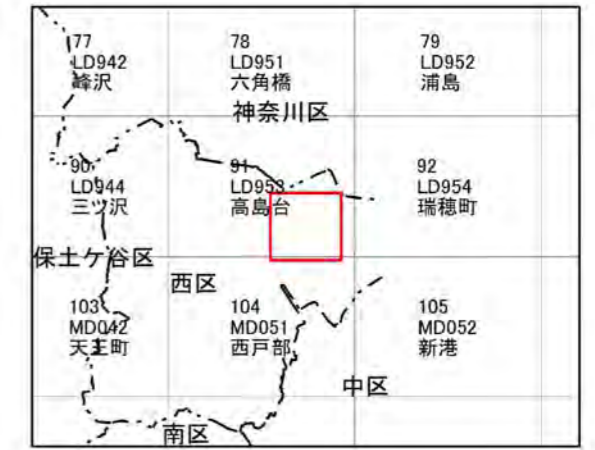 77
LD942
峰沢
78
LD951
六角橋
79
LD952
浦島
神奈川区
90
LD944
三ツ沢
91
LD953
高島台
92
LD954
瑞穂町
保土ケ谷区
西区
103
MD042
天王町
104
MD051
西戸部
105
MD052
新港
中区
南区